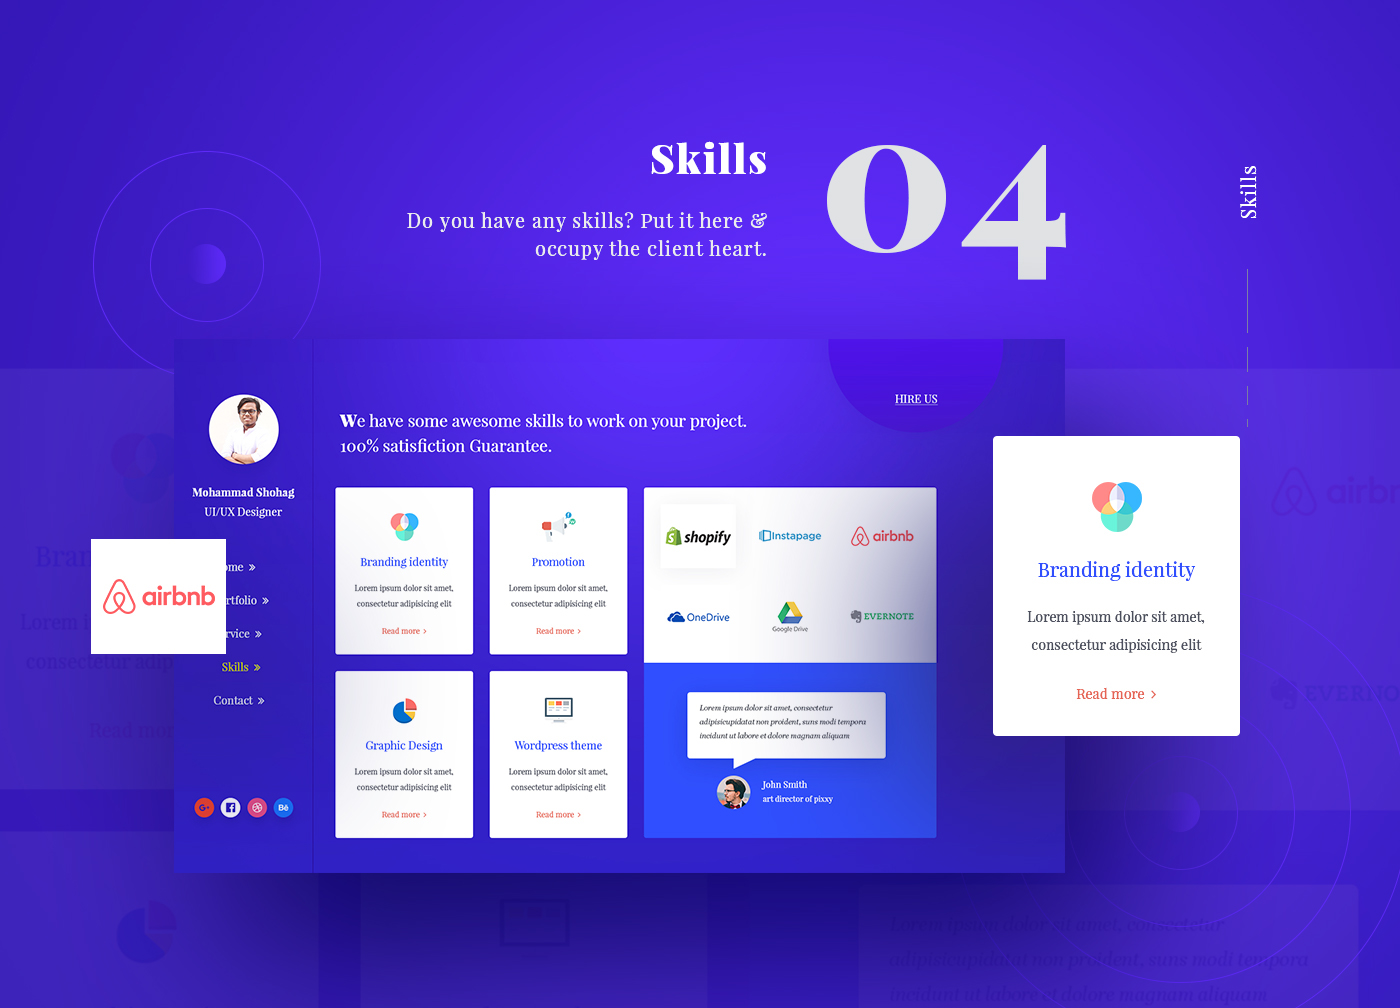 Skills
Do you have any skills? Put it here &
occupy the client heart.
04
Skills
HIRE US
Mohammad Shohag
UI/UX Designer
ome »
rtfolio »
rvice »
Skills »
Contact »
airbnb
We have some awesome skills to work on your project.
100% satisfiction Guarantee.
Branding identity
Lorem ipsum dolor sit amet,
consectetur adipisicing elit
Read more >
Promotion
Lorem ipsum dolor sit amet,
consectetur adipisicing elit
Read more >
Graphic Design
Lorem ipsum dolor sit amet,
consectetur adipisicing elit
Read more >
Wordpress theme
Lorem ipsum dolor sit amet,
consectetur adipisicing elit
Read more >
shopify
Instapage
airbnb
OneDrive
Google Drive
EVERNOTE
Lorem ipsum dolor sit amet, consectetur
adipisicupidatat non proident, suns modi tempora
incidunt ut labore et dolore magnam aliquam
John Smith
art director of pixxy
G+
Bē
Branding identity
Lorem ipsum dolor sit amet,
consectetur adipisicing elit
Read more >
Bran
Lorem i
consectetur adip
Read mor
airbn
EVERNO
Lorem ipsum dolor sit amet, consectetur
adipisicupidatat non proident, suns modi tempora
incidunt ut labore et dolore magnam aliquam